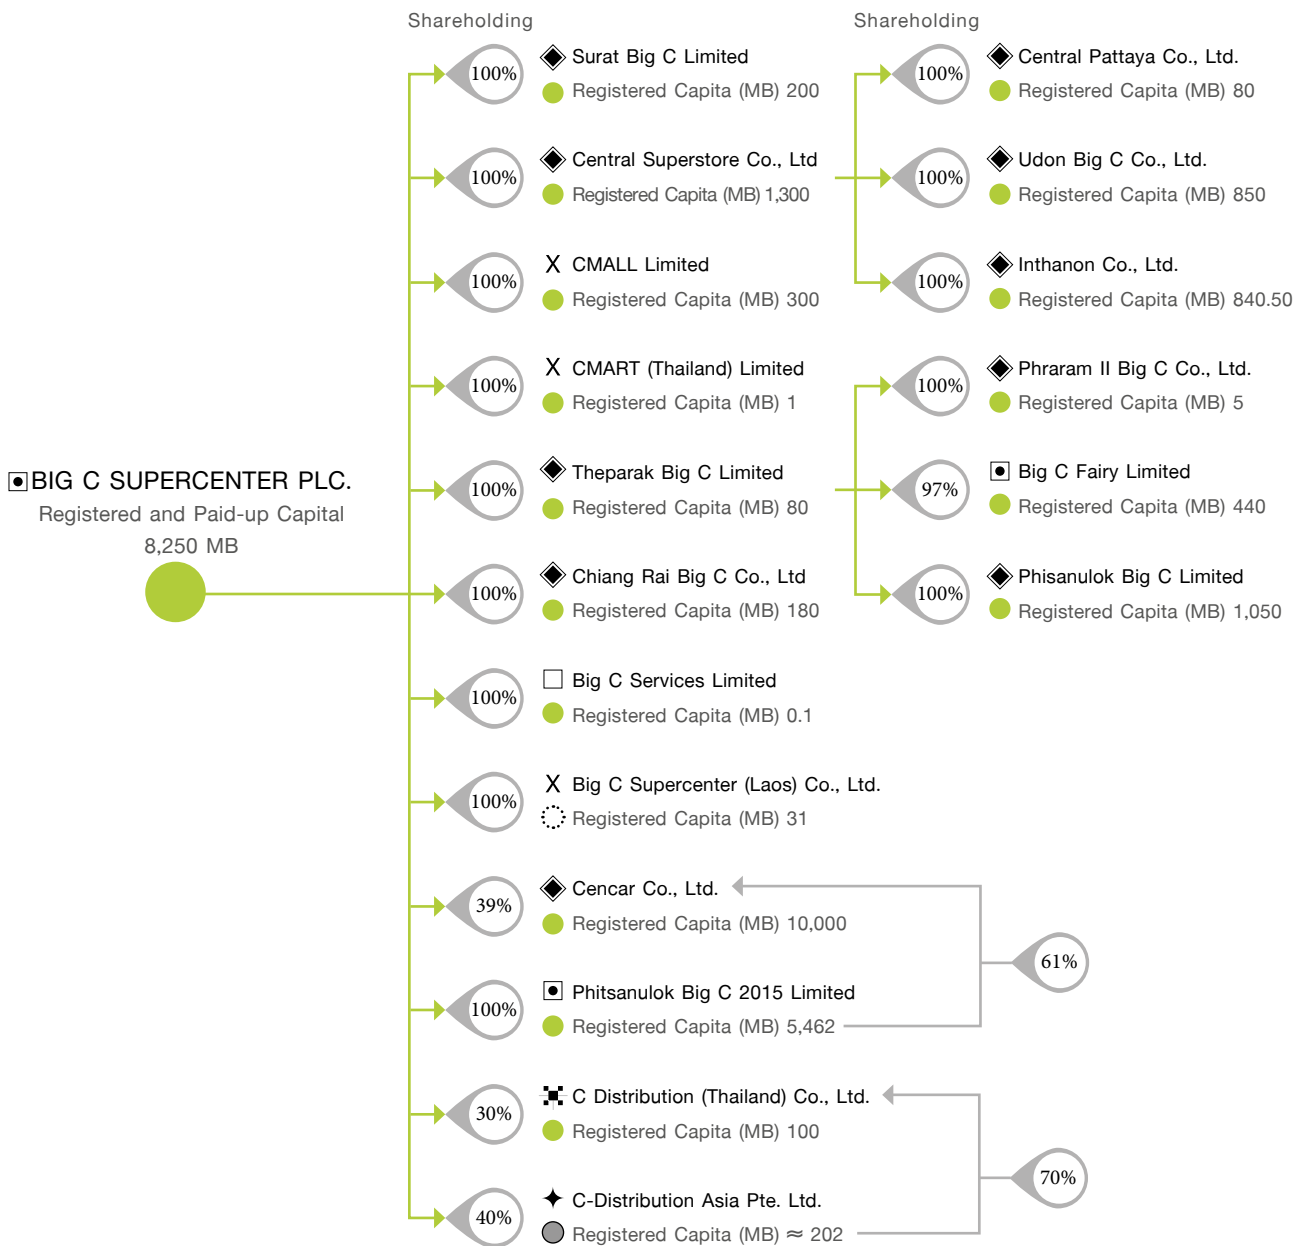 Shareholding
Shareholding
100%
Surat Big C Limited
Registered Capita (MB) 200
100%
Central Pattaya Co., Ltd.
Registered Capita (MB) 80
100%
Central Superstore Co., Ltd
Registered Capita (MB) 1,300
100%
Udon Big C Co., Ltd.
Registered Capita (MB) 850
100%
X CMALL Limited
Registered Capita (MB) 300
100%
Inthanon Co., Ltd.
Registered Capita (MB) 840.50
100%
X CMART (Thailand) Limited
Registered Capita (MB) 1
100%
Phraram II Big C Co., Ltd.
Registered Capita (MB) 5
BIG C SUPERCENTER PLC.
Registered and Paid-up Capital
8,250 MB
100%
Theparak Big C Limited
Registered Capita (MB) 80
97%
Big C Fairy Limited
Registered Capita (MB) 440
100%
Chiang Rai Big C Co., Ltd
Registered Capita (MB) 180
100%
Phisanulok Big C Limited
Registered Capita (MB) 1,050
100%
Big C Services Limited
Registered Capita (MB) 0.1
100%
X Big C Supercenter (Laos) Co., Ltd.
Registered Capita (MB) 31
39%
Cencar Co., Ltd.
Registered Capita (MB) 10,000
61%
100%
Phitsanulok Big C 2015 Limited
Registered Capita (MB) 5,462
30%
C Distribution (Thailand) Co., Ltd.
Registered Capita (MB) 100
70%
40%
C-Distribution Asia Pte. Ltd.
Registered Capita (MB) ≈ 202